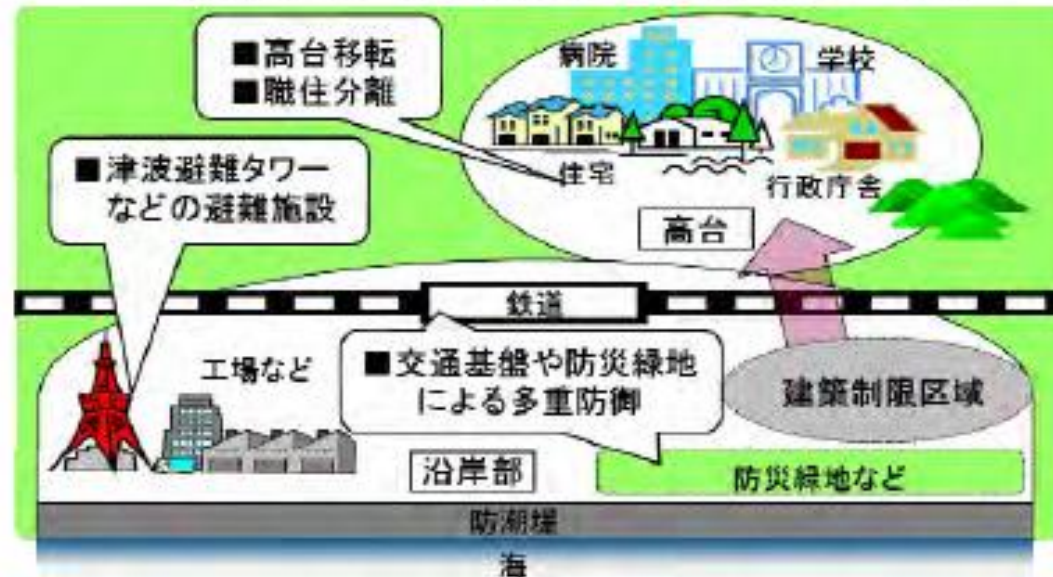 ■高台移転
■職住分離
病院
学校
住宅
行政庁舎
高台
■津波避難タワー
などの避難施設
鉄道
工場など
■交通基盤や防災緑地
による多重防御
建築制限区域
沿岸部
防災緑地など
防潮堤
海